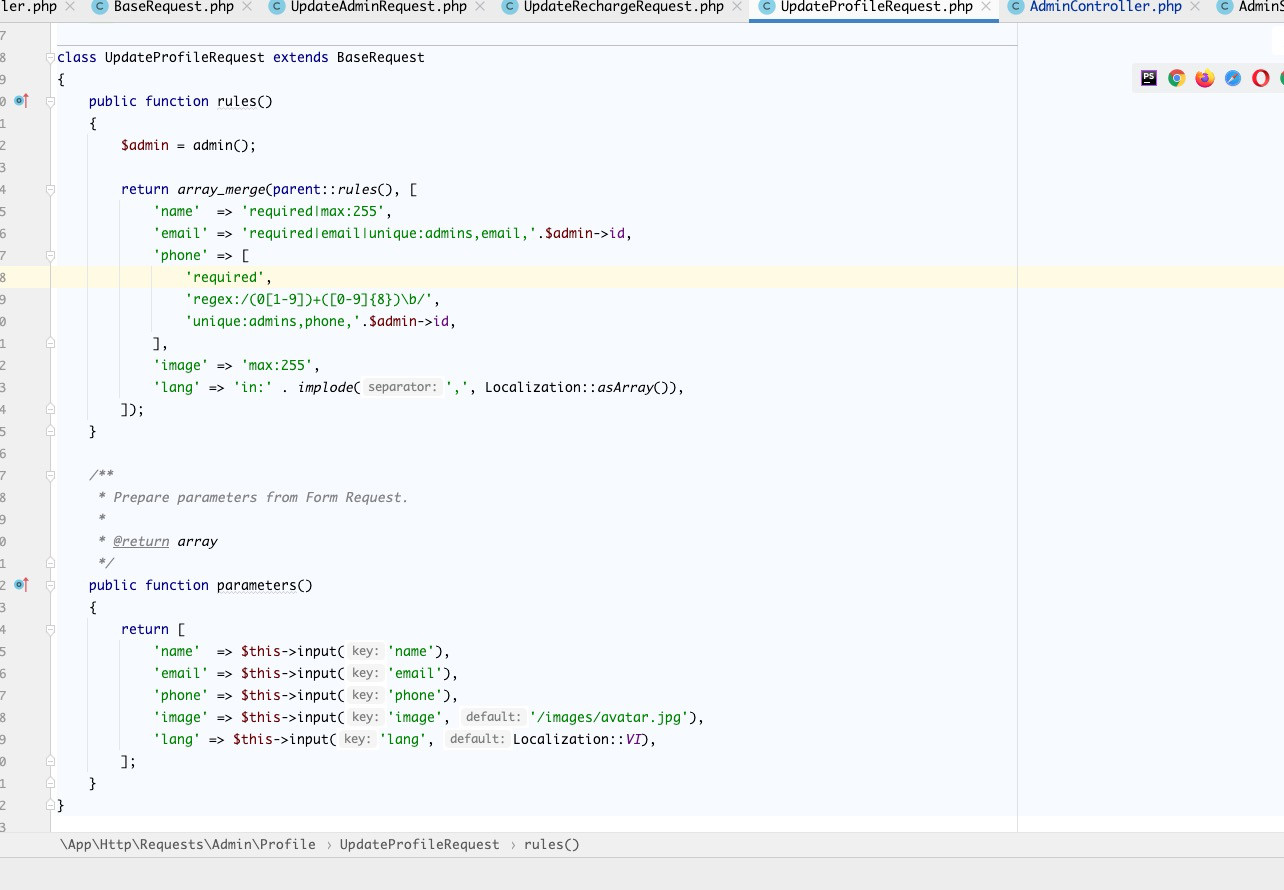 ler.php BaseRequest.php UpdateAdminRequest.php UpdateRechargeRequest.php UpdateProfileRequest.php AdminController.php
7
8 class UpdateProfileRequest extends BaseRequest
9 {
0 public function rules()
1 {
2 $admin = admin();
3
4 return array_merge(parent::rules(), [
5 'name'  => 'required|max:255',
6 'email' => 'required|email|unique:admins,email,'.$admin->id,
7 'phone' => [
8 'required',
9 'regex:/(0[1-9])+([0-9]{8})\b/',
0 'unique:admins,phone,'.$admin->id,
1 ],
2 'image' => 'max:255',
3 'lang' => 'in:' . implode( separator: ',', Localization::asArray()),
4 ]);
5 }
6
7 /**
8 * Prepare parameters from Form Request.
9 *
0 * @return array
1 */
2 public function parameters()
3 {
4 return [
5 'name'  => $this->input( key: 'name'),
6 'email' => $this->input( key: 'email'),
7 'phone' => $this->input( key: 'phone'),
8 'image' => $this->input( key: 'image', default: '/images/avatar.jpg'),
9 'lang' => $this->input( key: 'lang', default: Localization::VI),
0 ];
1 }
2 }
3
\App\Http\Requests\Admin\Profile › UpdateProfileRequest › rules()